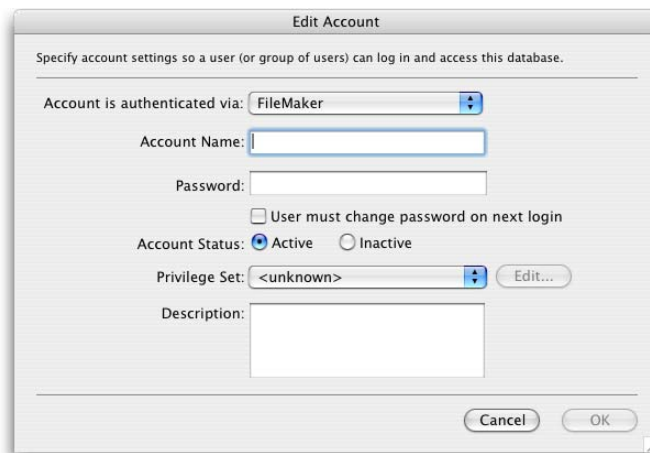 Edit Account
Specify account settings so a user (or group of users) can log in and access this database.
Account is authenticated via: FileMaker
Account Name:
Password:
User must change password on next login
Account Status: Active Inactive
Privilege Set: <unknown> Edit...
Description:
Cancel OK